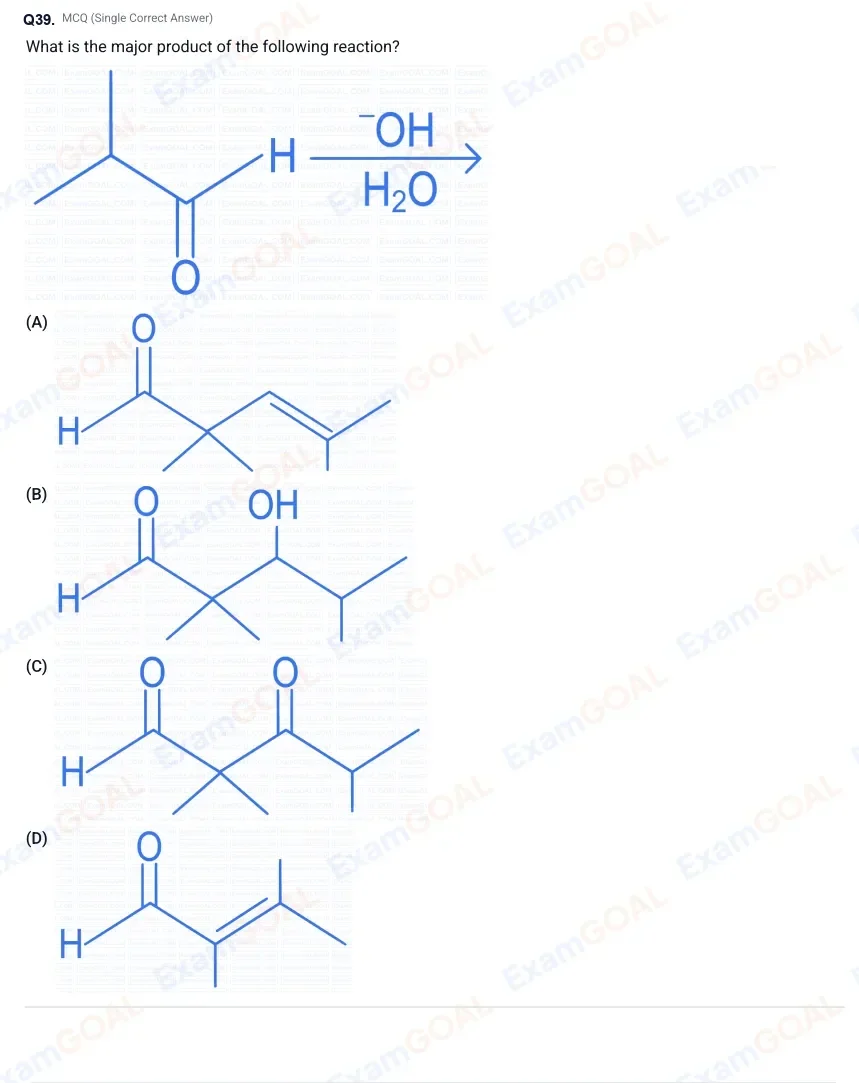 Q39. MCQ (Single Correct Answer)
What is the major product of the following reaction?
H
⁻OH
H₂O
O
(A)
O
H
(B)
O OH
H
(C)
O O
H
(D)
O
H
ExamGOAL